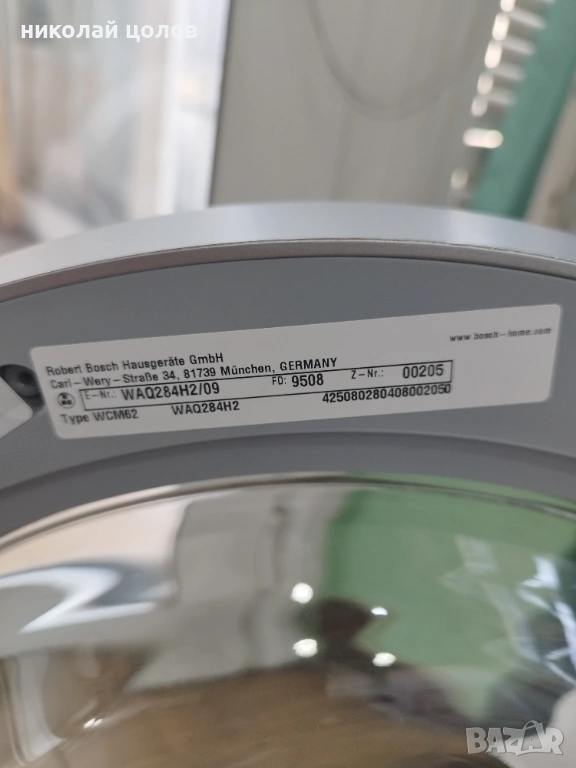 николай цолов
www.bosch-home.com
Robert Bosch Hausgeräte GmbH
Carl-Wery-Straße 34, 81739 München, GERMANY
E-Nr.: WAQ284H2/09 FD: 9508 Z-Nr.: 00205
Type WCM62 WAQ284H2 425080280408002050
BAZAR